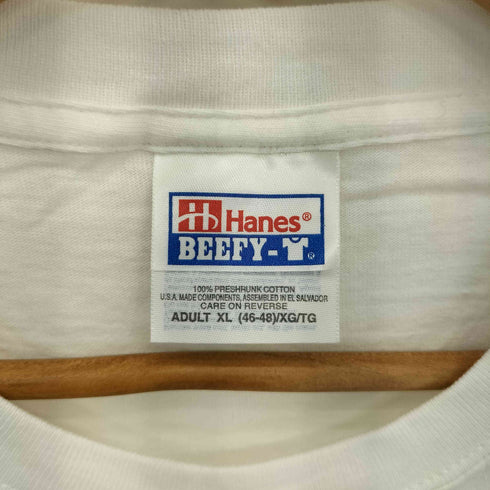 Hanes®
BEEFY-T®
100% PRESHRUNK COTTON
U.S.A. MADE COMPONENTS, ASSEMBLED IN EL SALVADOR
CARE ON REVERSE
ADULT XL (46-48)/XG/TG